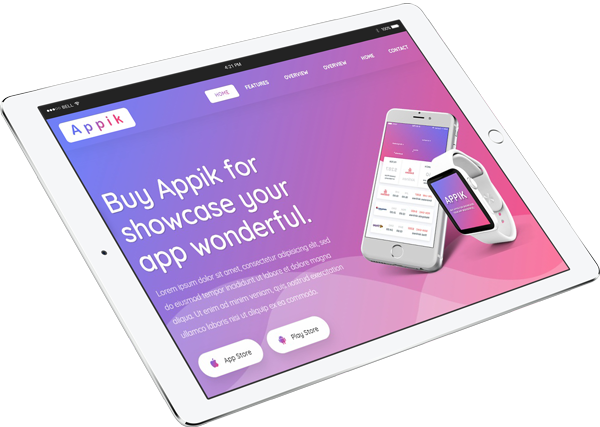 BELL
4:21 PM
100%
Appik
HOME
FEATURES
OVERVIEW
OVERVIEW
HOME
CONTACT
Buy Appik for
showcase your
app wonderful.
Lorem ipsum dolor sit amet, consectetur adipisicing elit, sed
do eiusmod tempor incididunt ut labore et dolore magna
aliqua. Ut enim ad minim veniam, quis nostrud exercitation
ullamco laboris nisi ut aliquip ex ea commodo.
App Store
Play Store
APPIK